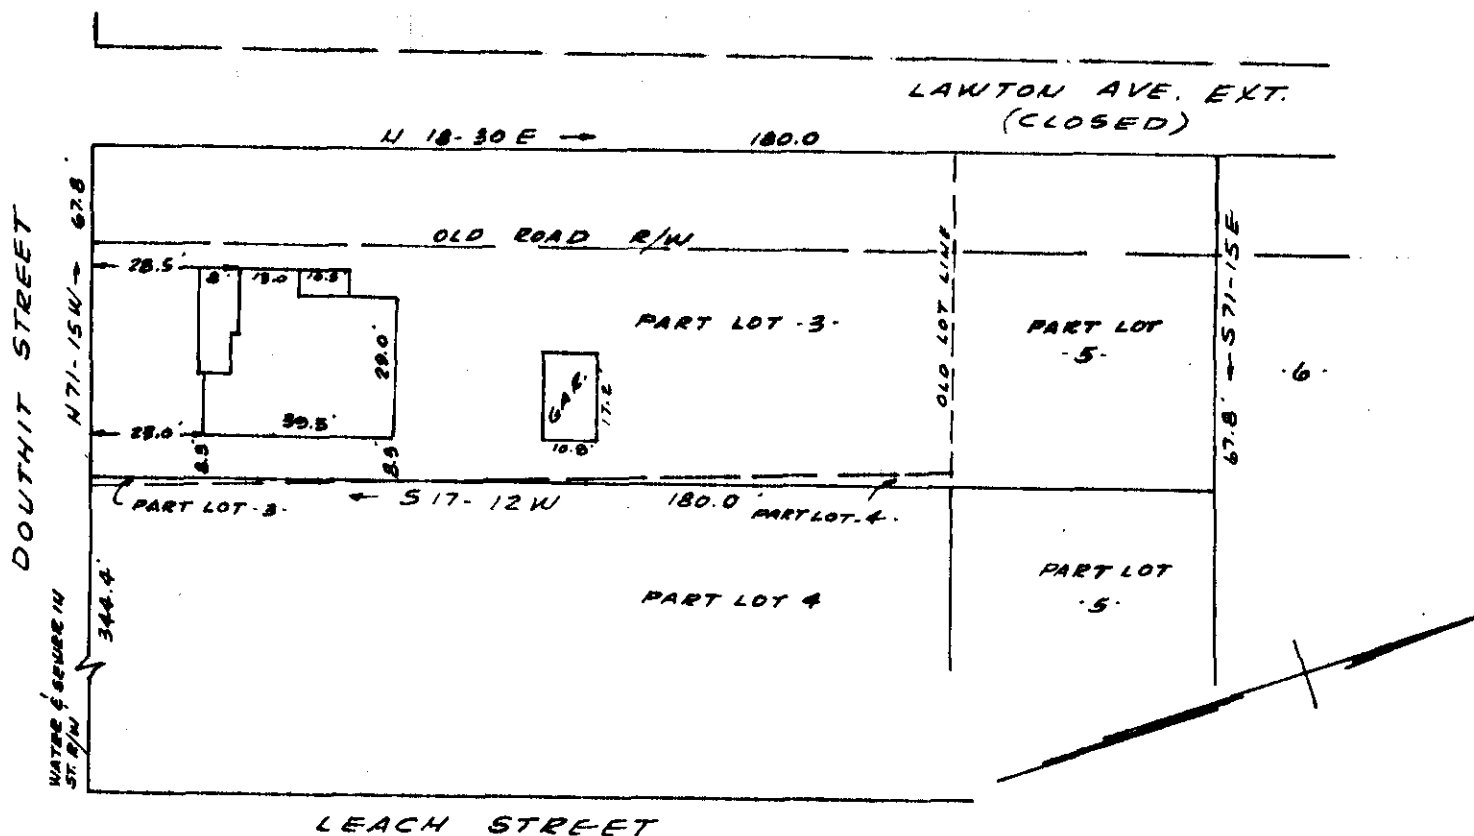 LAWTON AVE. EXT.
(CLOSED)
N 18-30 E → 180.0
67.8'
N71-15W →
DOUTHIT STREET
OLD ROAD R/W
28.5'
8' 13.0
29.0'
28.0'
39.5'
8.5'
8.5'
17.2'
10.8'
PART LOT -3-
OLD LOT LINE
PART LOT
-5-
67.8' ← S71-15E
·6·
PART LOT -3-
← S 17-12 W 180.0'
PART LOT -4-
344.4'
WATER & SEWER IN
ST. R/W
PART LOT 4
PART LOT
·5·
LEACH STREET